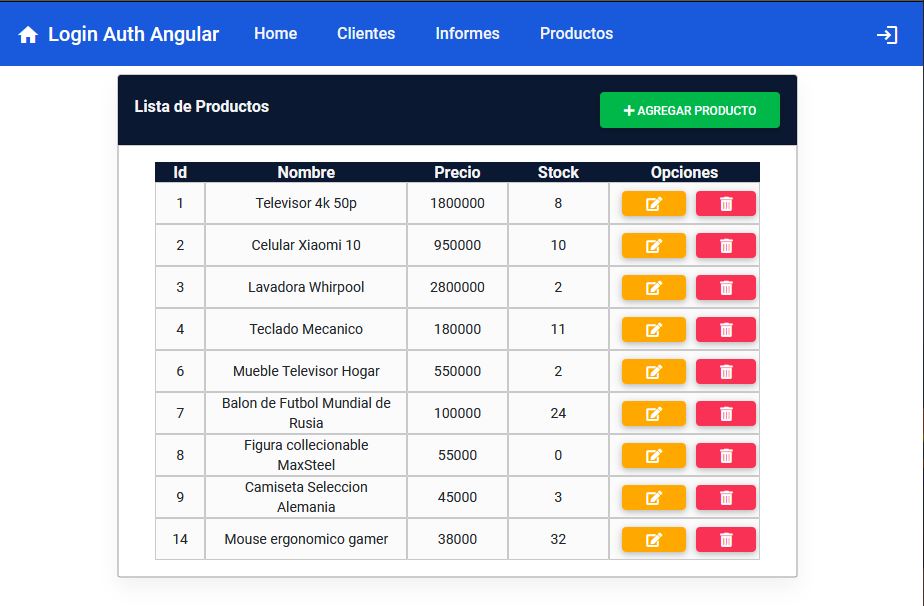 Login Auth Angular Home Clientes Informes Productos
Lista de Productos
AGREGAR PRODUCTO
Id Nombre Precio Stock Opciones
1 Televisor 4k 50p 1800000 8
2 Celular Xiaomi 10 950000 10
3 Lavadora Whirpool 2800000 2
4 Teclado Mecanico 180000 11
6 Mueble Televisor Hogar 550000 2
7 Balon de Futbol Mundial de
Rusia 100000 24
8 Figura collecionable
MaxSteel 55000 0
9 Camiseta Seleccion
Alemania 45000 3
14 Mouse ergonomico gamer 38000 32